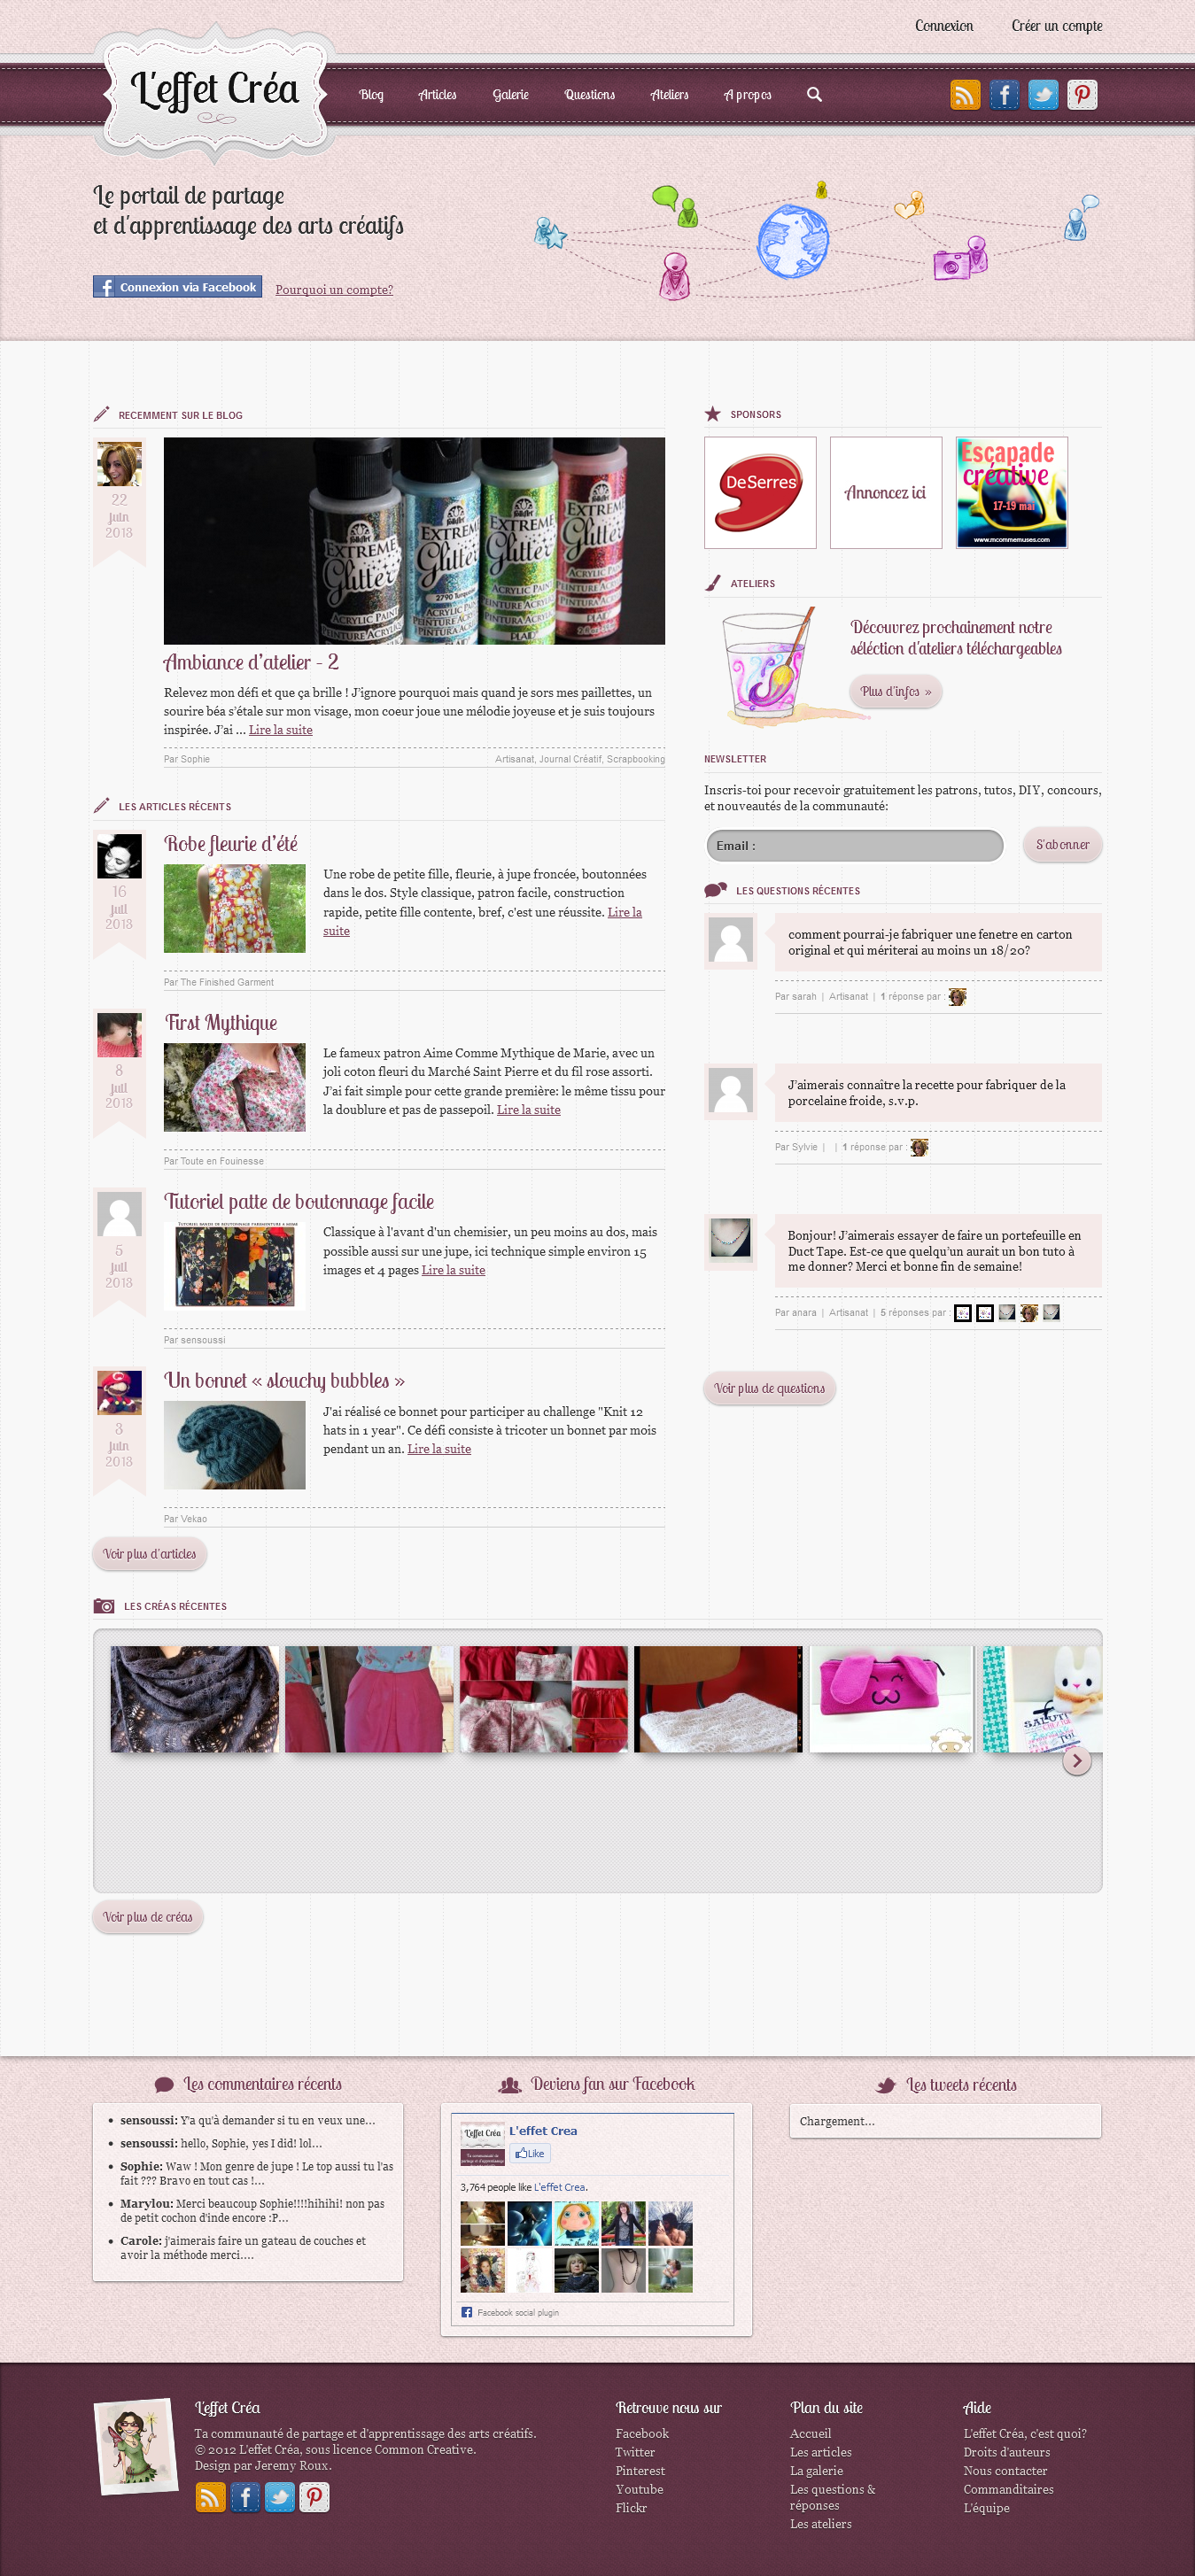 Connexion
Créer un compte
L'effet Créa
Blog
Articles
Galerie
Questions
Ateliers
A propos
Le portail de partage
et d'apprentissage des arts créatifs
Connexion via Facebook
Pourquoi un compte?
RECEMMENT SUR LE BLOG
22
juin
2013
EXTREME
Glitter
ACRYLIC PAINT
PEINTURE ACRYLIQUE
PLAID
2790 Turquoise
Ambiance d'atelier - 2
Relevez mon défi et que ça brille ! J'ignore pourquoi mais quand je sors mes paillettes, un
sourire béa s'étale sur mon visage, mon coeur joue une mélodie joyeuse et je suis toujours
inspirée. J'ai ... Lire la suite
Par Sophie
Artisanat, Journal Créatif, Scrapbooking
LES ARTICLES RÉCENTS
16
juil
2013
Robe fleurie d'été
Une robe de petite fille, fleurie, à jupe froncée, boutonnées
dans le dos. Style classique, patron facile, construction
rapide, petite fille contente, bref, c'est une réussite. Lire la
suite
Par The Finished Garment
8
juil
2013
First Mythique
Le fameux patron Aime Comme Mythique de Marie, avec un
joli coton fleuri du Marché Saint Pierre et du fil rose assorti.
J'ai fait simple pour cette grande première: le même tissu pour
la doublure et pas de passepoil. Lire la suite
Par Toute en Fouinesse
5
juil
2013
Tutoriel patte de boutonnage facile
Classique à l'avant d'un chemisier, un peu moins au dos, mais
possible aussi sur une jupe, ici technique simple environ 15
images et 4 pages Lire la suite
Par sensoussi
3
juin
2013
Un bonnet « slouchy bubbles »
J'ai réalisé ce bonnet pour participer au challenge "Knit 12
hats in 1 year". Ce défi consiste à tricoter un bonnet par mois
pendant un an. Lire la suite
Par Vekao
Voir plus d'articles
SPONSORS
DeSerres
Annoncez ici
Escapade
créative
17-19 mai
www.mcommemuses.com
ATELIERS
Découvrez prochainement notre
séléction d'ateliers téléchargeables
Plus d'infos »
NEWSLETTER
Inscris-toi pour recevoir gratuitement les patrons, tutos, DIY, concours,
et nouveautés de la communauté:
Email :
S'abonner
LES QUESTIONS RÉCENTES
comment pourrai-je fabriquer une fenetre en carton
original et qui mériterai au moins un 18/20?
Par sarah | Artisanat | 1 réponse par :
J'aimerais connaître la recette pour fabriquer de la
porcelaine froide, s.v.p.
Par Sylvie | | 1 réponse par :
Bonjour! J'aimerais essayer de faire un portefeuille en
Duct Tape. Est-ce que quelqu'un aurait un bon tuto à
me donner? Merci et bonne fin de semaine!
Par anara | Artisanat | 5 réponses par :
Voir plus de questions
LES CRÉAS RÉCENTES
Voir plus de créas
Les commentaires récents
sensoussi: Y'a qu'à demander si tu en veux une...
sensoussi: hello, Sophie, yes I did! lol...
Sophie: Waw ! Mon genre de jupe ! Le top aussi tu l'as
fait ??? Bravo en tout cas !...
Marylou: Merci beaucoup Sophie!!!!hihihi! non pas
de petit cochon d'inde encore :P...
Carole: j'aimerais faire un gateau de couches et
avoir la méthode merci....
Deviens fan sur Facebook
L'effet Créa
L'effet Crea
Like
3,764 people like L'effet Crea.
Facebook social plugin
Les tweets récents
Chargement...
L'effet Créa
Ta communauté de partage et d'apprentissage des arts créatifs.
© 2012 L'effet Créa, sous licence Common Creative.
Design par Jeremy Roux.
Retrouve nous sur
Facebook
Twitter
Pinterest
Youtube
Flickr
Plan du site
Accueil
Les articles
La galerie
Les questions &
réponses
Les ateliers
Aide
L'effet Créa, c'est quoi?
Droits d'auteurs
Nous contacter
Commanditaires
L'équipe